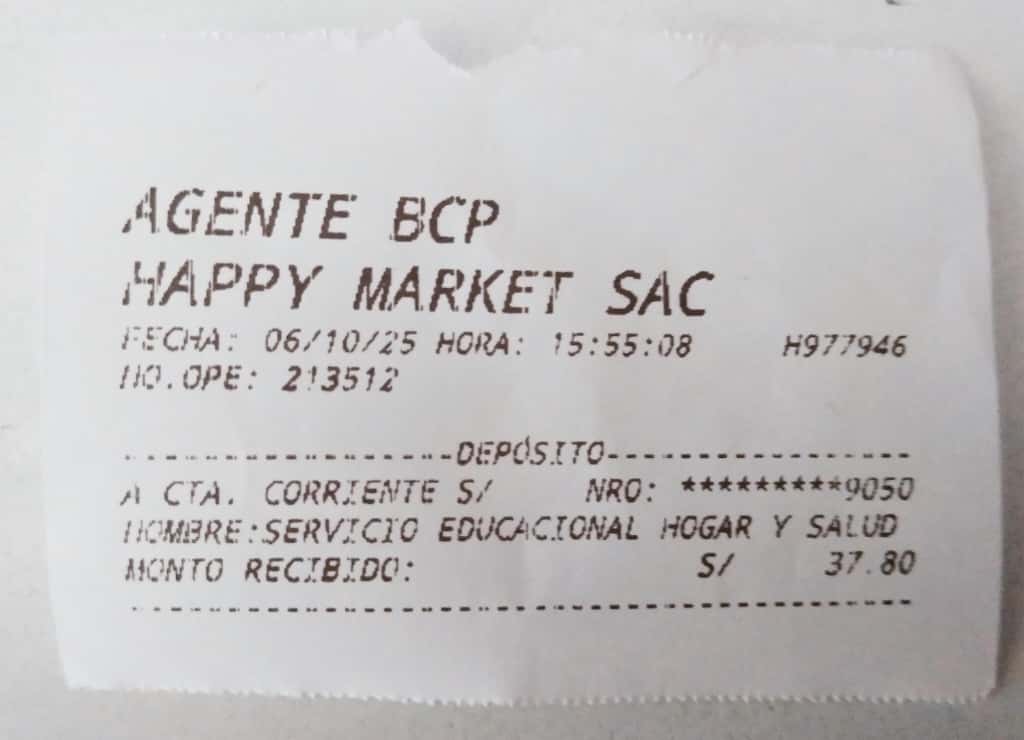 AGENTE BCP
HAPPY MARKET SAC
FECHA: 06/10/25 HORA: 15:55:08 H977946
NO.OPE: 213512
------------------DEPÓSITO-----------------
A CTA. CORRIENTE S/ NRO: *********9050
NOMBRE:SERVICIO EDUCACIONAL HOGAR Y SALUD
MONTO RECIBIDO: S/ 37.80
-------------------------------------------